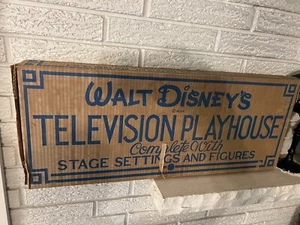 WALT DISNEY'S
TELEVISION PLAYHOUSE
Complete With
STAGE SETTINGS AND FIGURES